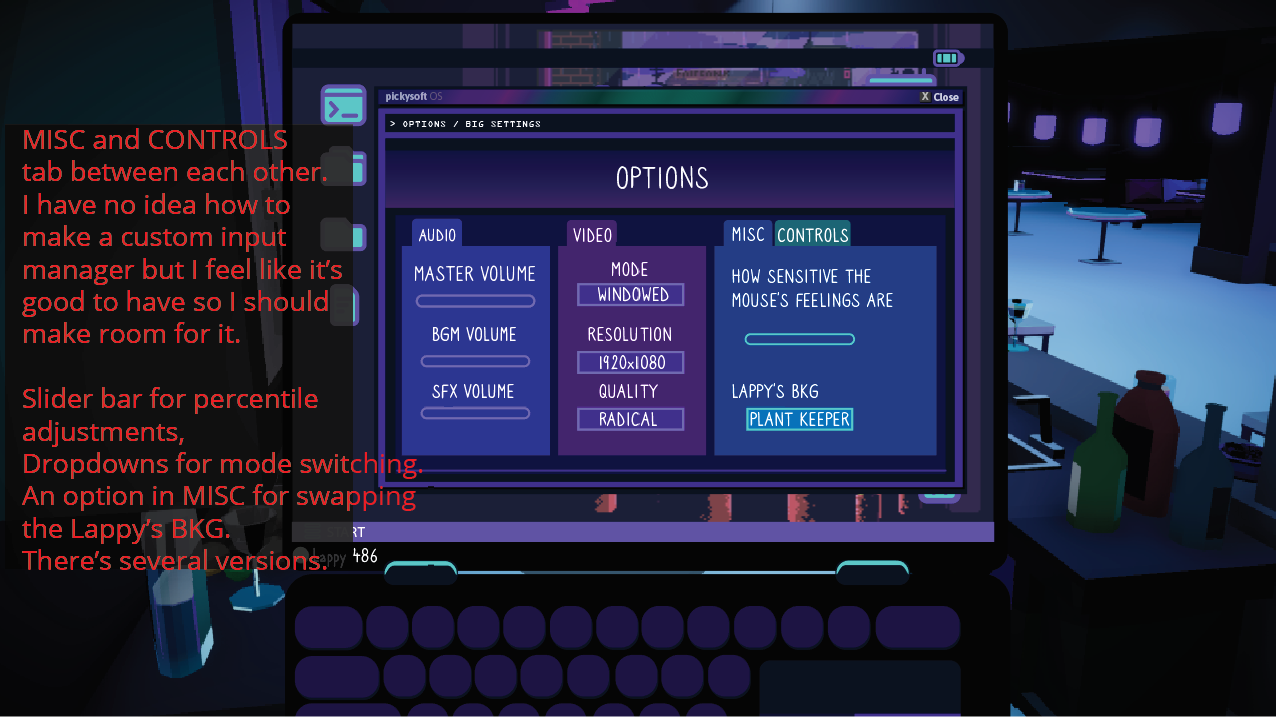 pickysoft OS
X Close
> OPTIONS / BIG SETTINGS
OPTIONS
AUDIO
MASTER VOLUME
BGM VOLUME
SFX VOLUME
VIDEO
MODE
WINDOWED
RESOLUTION
1920x1080
QUALITY
RADICAL
MISC
CONTROLS
HOW SENSITIVE THE
MOUSE'S FEELINGS ARE
LAPPY'S BKG
PLANT KEEPER
MISC and CONTROLS
tab between each other.
I have no idea how to
make a custom input
manager but I feel like it’s
good to have so I should
make room for it.
Slider bar for percentile
adjustments,
Dropdowns for mode switching.
An option in MISC for swapping
the Lappy’s BKG.
There’s several versions.
Lappy 486